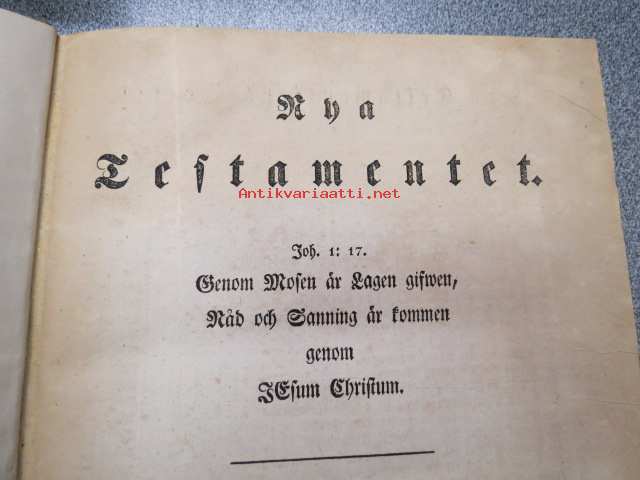 Nya
Testamentet.
Antikvariaatti.net
Joh. 1: 17.
Genom Mosen är Lagen gifwen,
Nåd och Sanning är kommen
genom
JEsum Christum.